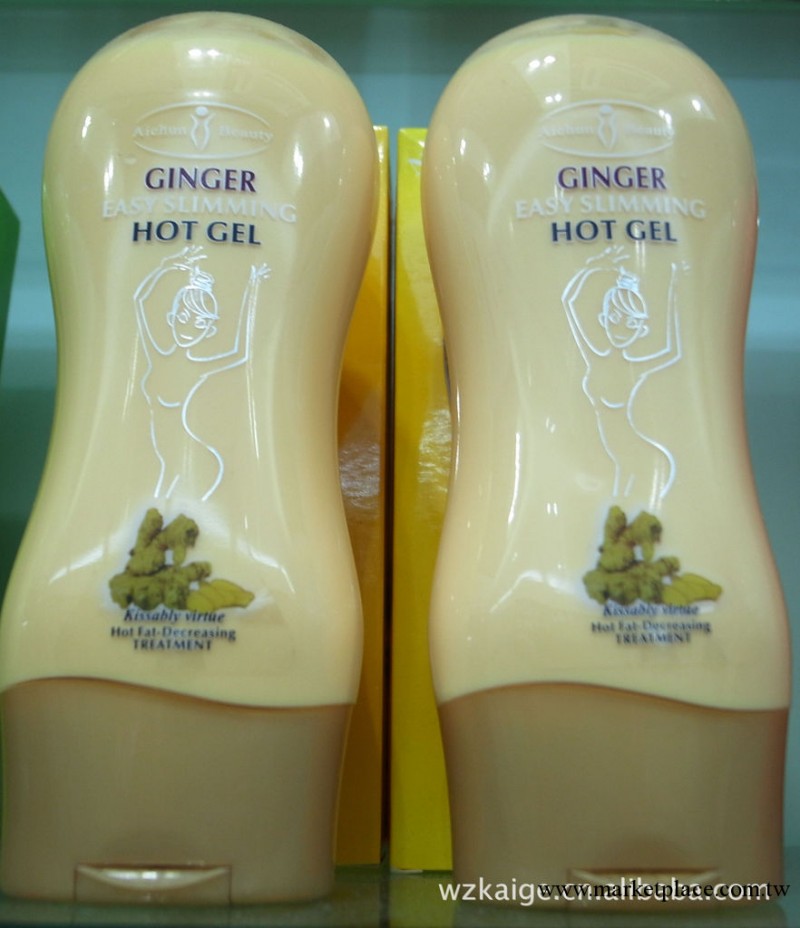 Aichun Beauty
GINGER
EASY SLIMMING
HOT GEL
Kissably virtue
Hot Fat-Decreasing
TREATMENT
Aichun Beauty
GINGER
EASY SLIMMING
HOT GEL
Kissably virtue
Hot Fat-Decreasing
TREATMENT
www.marketplace.com.tw